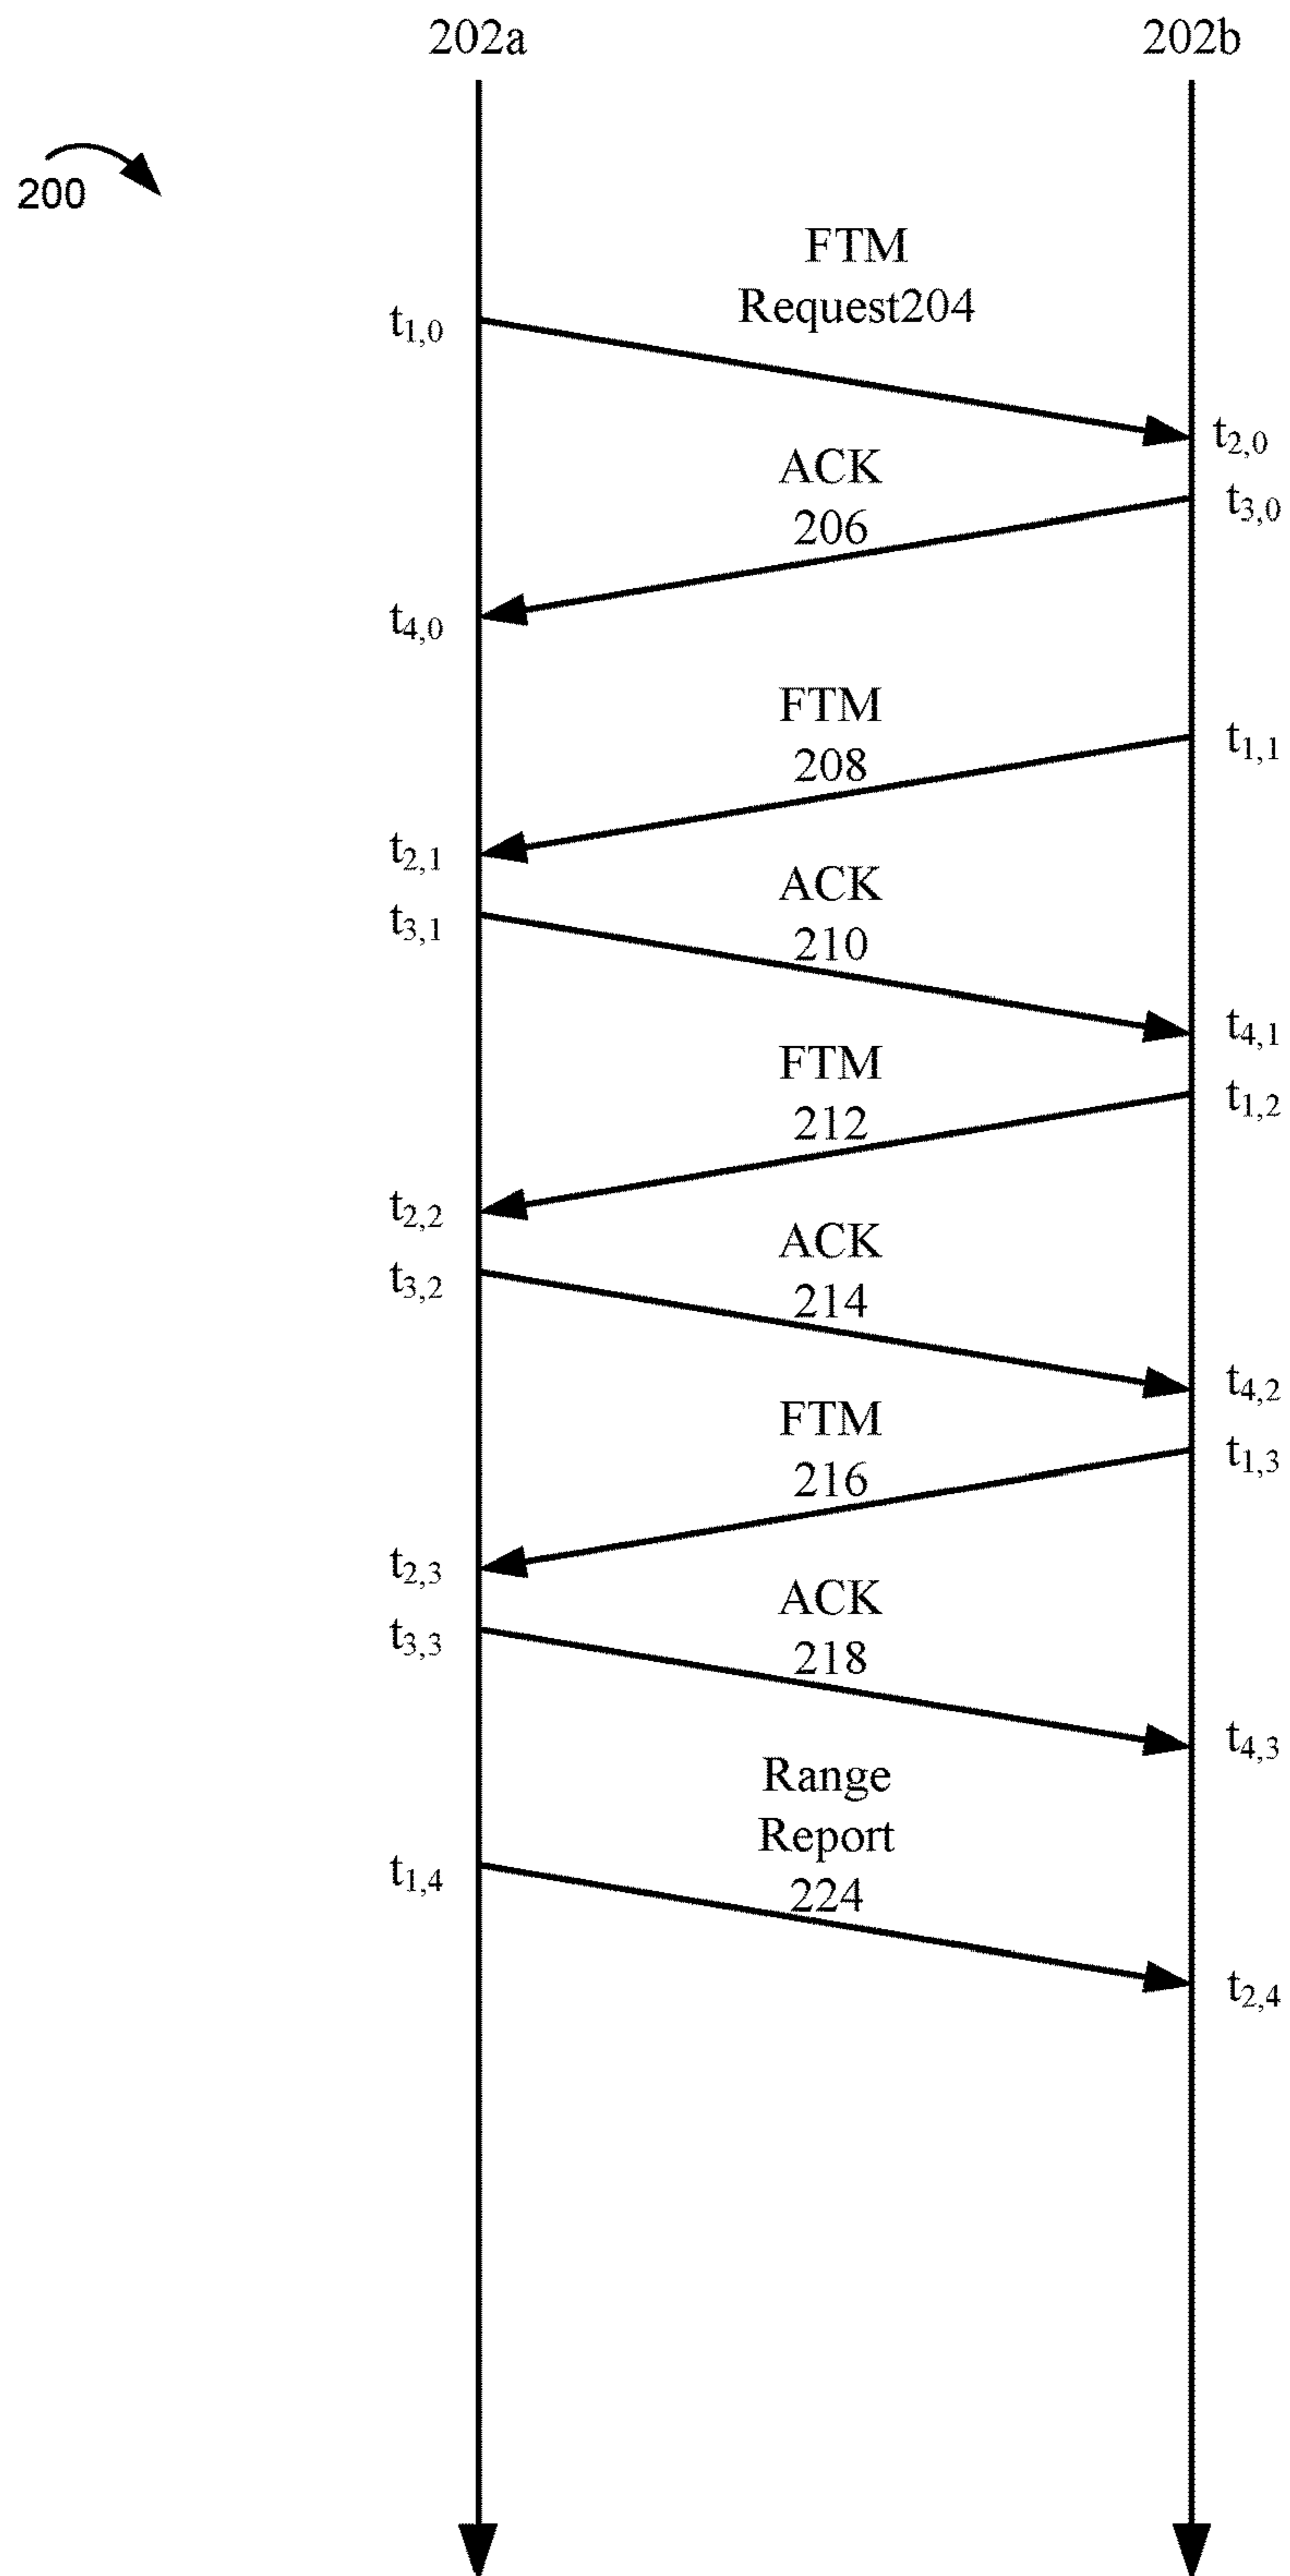 202a
202b
200
FTM
Request204
t1,0
t2,0
ACK
206
t3,0
t4,0
FTM
208
t1,1
t2,1
ACK
210
t3,1
t4,1
FTM
212
t1,2
t2,2
ACK
214
t3,2
t4,2
FTM
216
t1,3
t2,3
ACK
218
t3,3
t4,3
Range
Report
224
t1,4
t2,4